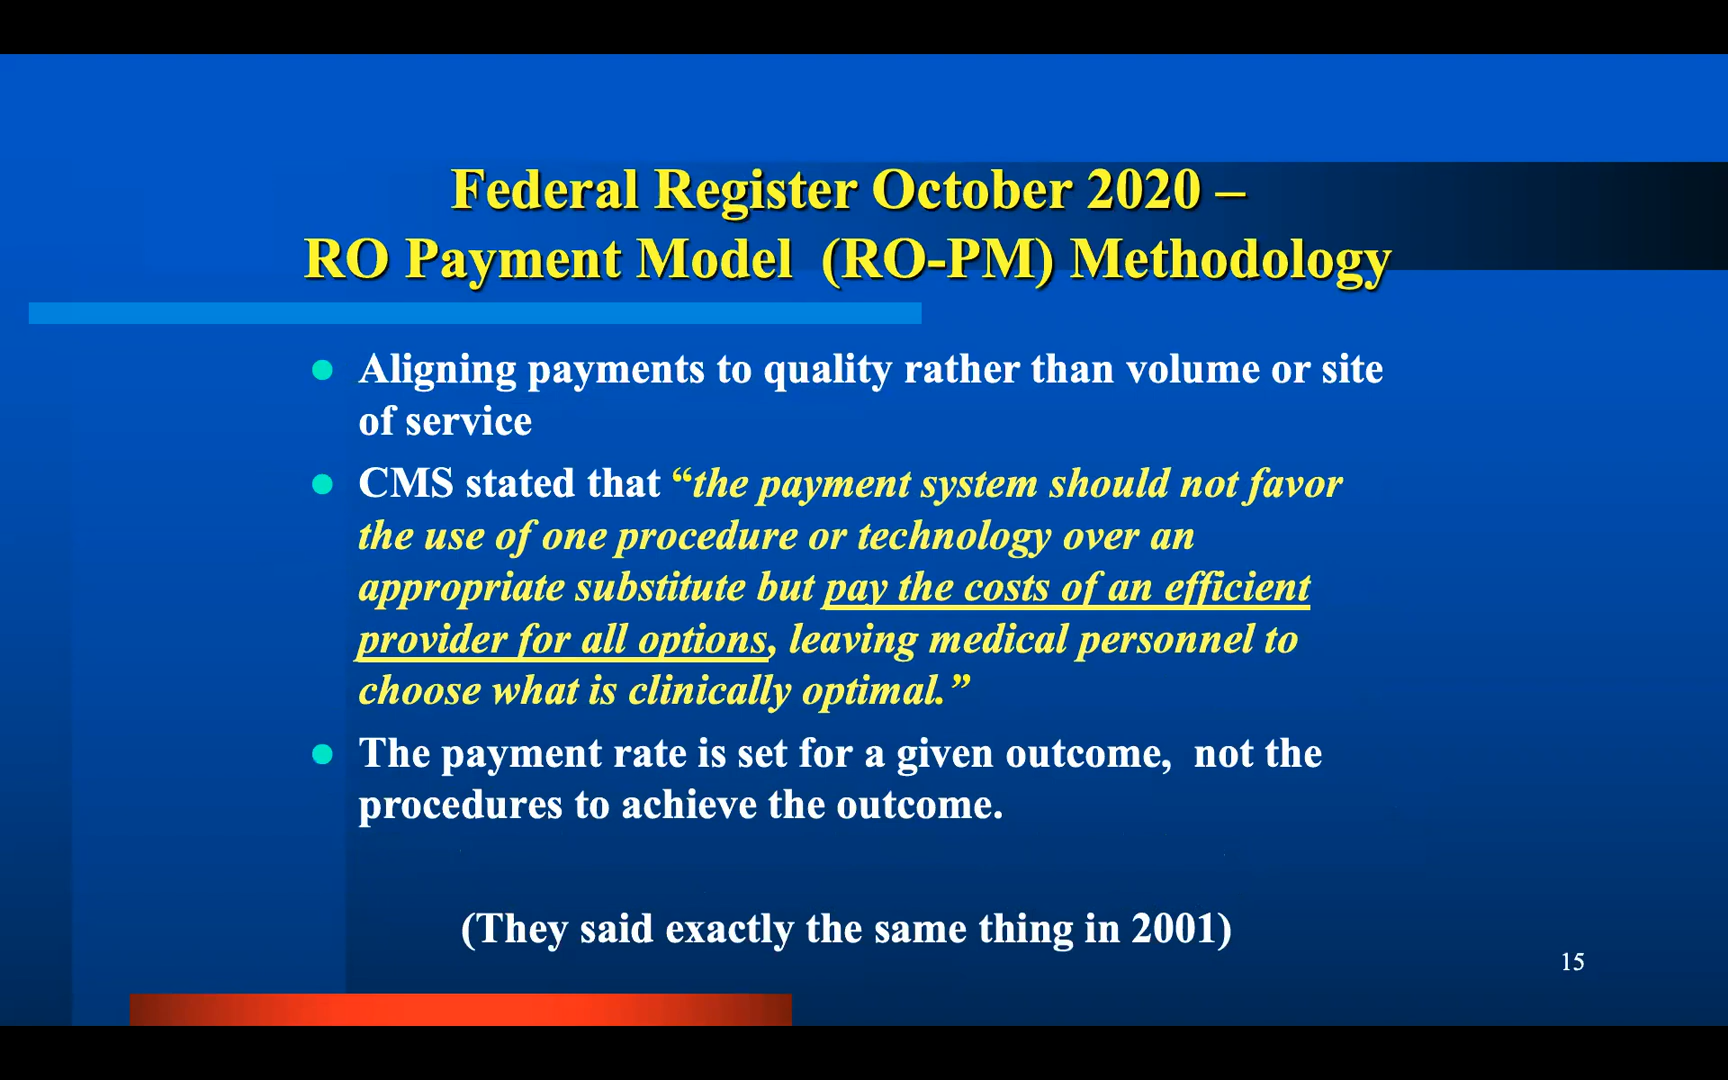 Federal Register October 2020 –
RO Payment Model (RO-PM) Methodology
Aligning payments to quality rather than volume or site
of service
CMS stated that “the payment system should not favor
the use of one procedure or technology over an
appropriate substitute but pay the costs of an efficient
provider for all options, leaving medical personnel to
choose what is clinically optimal.”
The payment rate is set for a given outcome, not the
procedures to achieve the outcome.
(They said exactly the same thing in 2001)
15